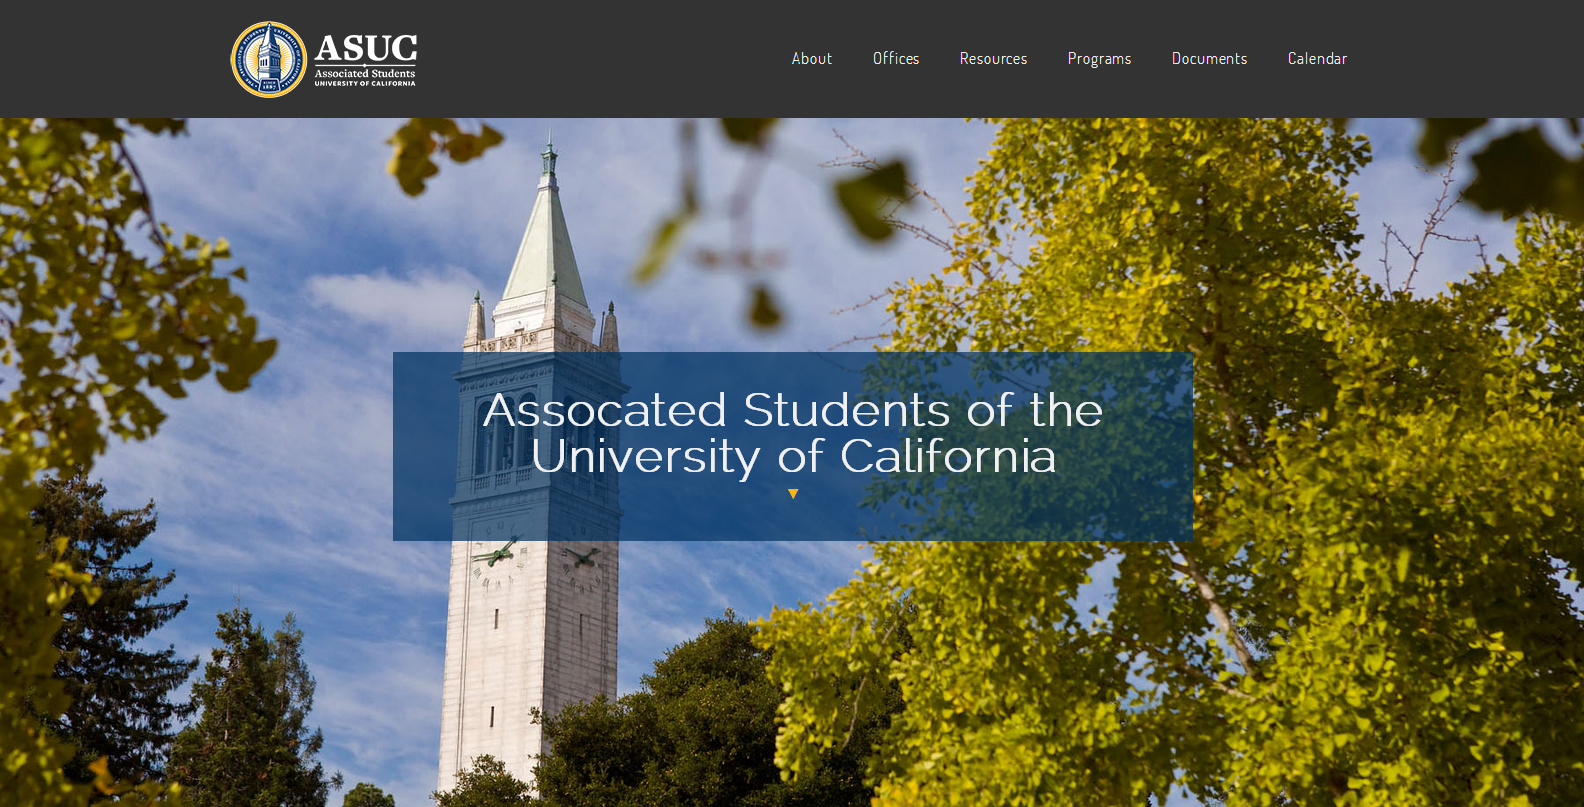 ASUC
Associated Students
UNIVERSITY OF CALIFORNIA
About Offices Resources Programs Documents Calendar
Assocated Students of the
University of California